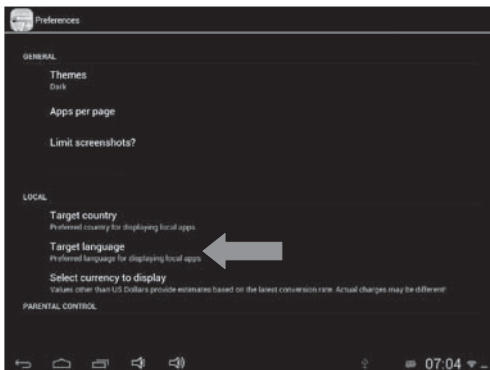 Preferences
GENERAL
Themes
Dark
Apps per page
Limit screenshots?
LOCAL
Target country
Preferred country for displaying local apps
Target language
Preferred language for displaying local apps
Select currency to display
Values other than US Dollars provide estimates based on the latest conversion rate. Actual charges may be different!
PARENTAL CONTROL
07:04